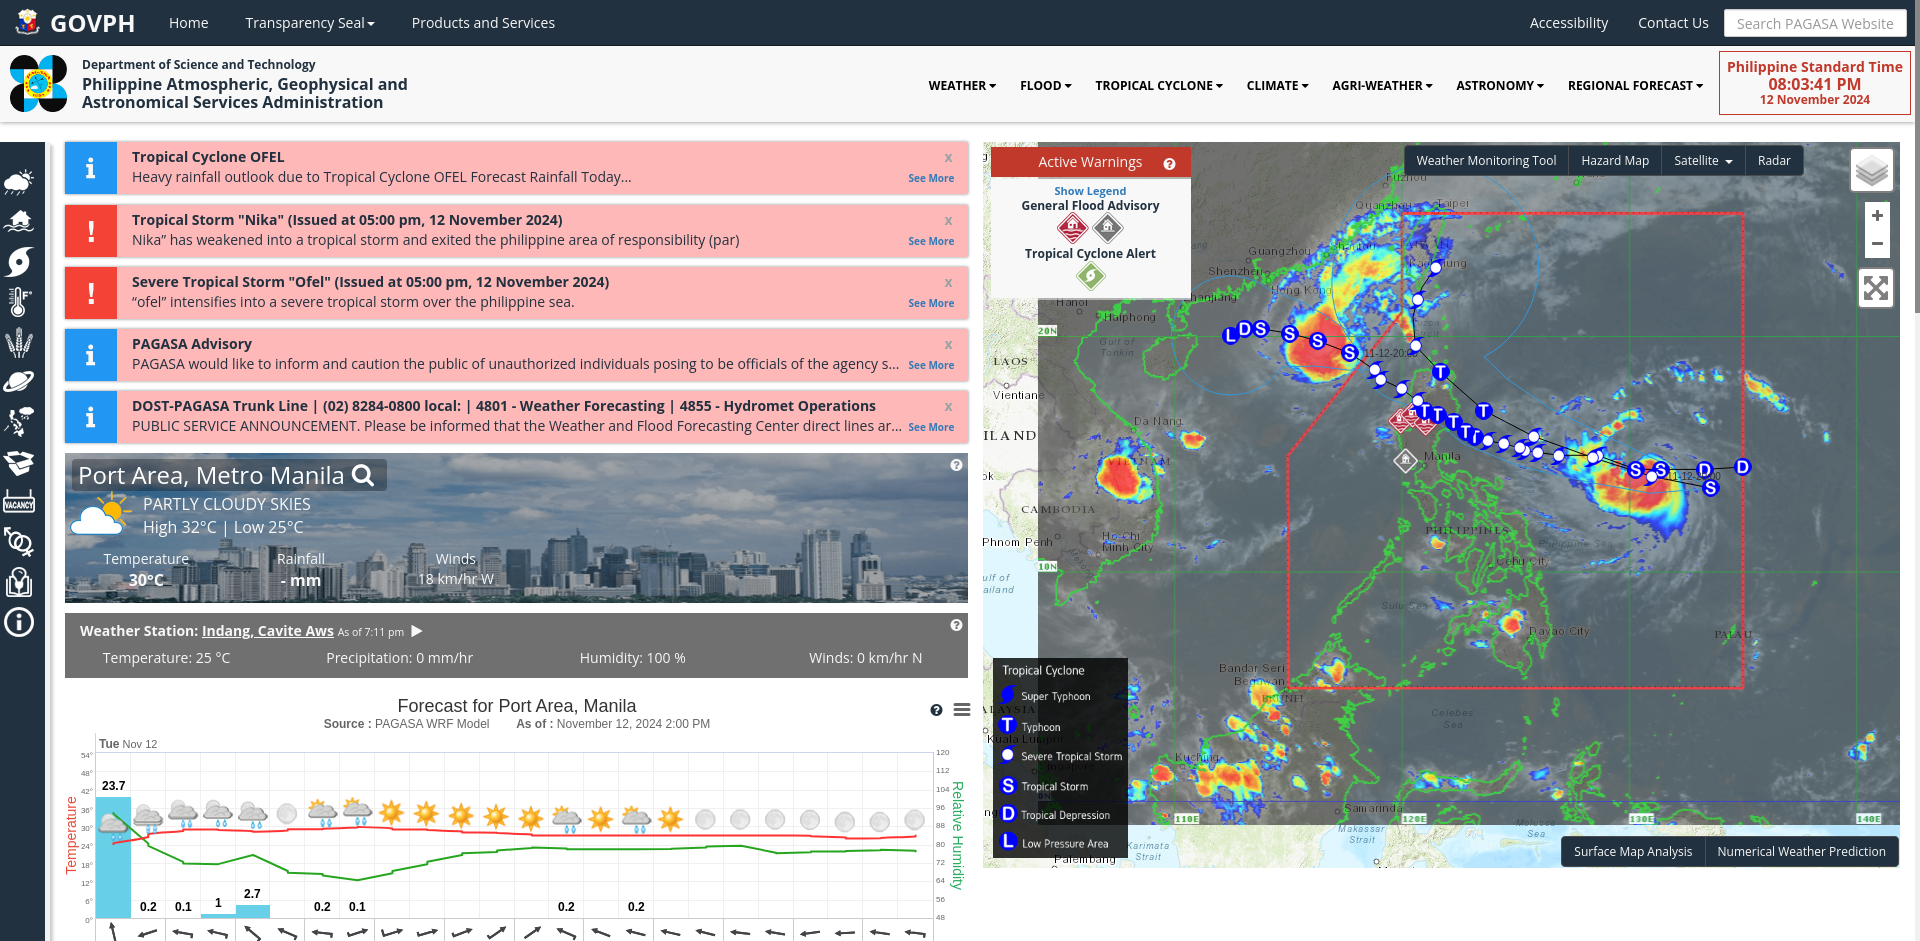 GOVPH
Home
Transparency Seal
Products and Services
Accessibility
Contact Us
Search PAGASA Website
Department of Science and Technology
Philippine Atmospheric, Geophysical and
Astronomical Services Administration
WEATHER
FLOOD
TROPICAL CYCLONE
CLIMATE
AGRI-WEATHER
ASTRONOMY
REGIONAL FORECAST
Philippine Standard Time
08:03:41 PM
12 November 2024
Tropical Cyclone OFEL
x
Heavy rainfall outlook due to Tropical Cyclone OFEL Forecast Rainfall Today...
See More
Tropical Storm "Nika" (Issued at 05:00 pm, 12 November 2024)
x
Nika” has weakened into a tropical storm and exited the philippine area of responsibility (par)
See More
Severe Tropical Storm "Ofel" (Issued at 05:00 pm, 12 November 2024)
x
“ofel” intensifies into a severe tropical storm over the philippine sea.
See More
PAGASA Advisory
x
PAGASA would like to inform and caution the public of unauthorized individuals posing to be officials of the agency s...
See More
DOST-PAGASA Trunk Line | (02) 8284-0800 local: | 4801 - Weather Forecasting | 4855 - Hydromet Operations
x
PUBLIC SERVICE ANNOUNCEMENT. Please be informed that the Weather and Flood Forecasting Center direct lines ar...
See More
VACANCY
Port Area, Metro Manila
PARTLY CLOUDY SKIES
High 32°C | Low 25°C
Temperature
Rainfall
Winds
30°C
- mm
18 km/hr W
Weather Station: Indang, Cavite Aws As of 7:11 pm
Temperature: 25 °C
Precipitation: 0 mm/hr
Humidity: 100 %
Winds: 0 km/hr N
Forecast for Port Area, Manila
Source : PAGASA WRF Model
As of : November 12, 2024 2:00 PM
Tue Nov 12
54°
48°
42°
36°
30°
24°
18°
12°
6°
0°
Temperature
120
112
104
96
88
80
72
64
56
48
Relative Humidity
23.7
0.2
0.1
1
2.7
0.2
0.1
0.2
0.2
Active Warnings
Show Legend
General Flood Advisory
Tropical Cyclone Alert
Weather Monitoring Tool
Hazard Map
Satellite
Radar
+
−
Fuzhou
Quanzhou
Taipei
Guangzhou
Shantou
Shenzhen
Hong Kong
Kaohsiung
Zhanjiang
Hanoi
Haiphong
20N
Gulf of
Tonkin
LAOS
Vientiane
Da Nang
VIETNAM
CAMBODIA
Phnom Penh
Ho Chi
Minh City
Manila
PHILIPPINES
Philippine Sea
Cebu City
10N
Sulu Sea
Davao City
PALAU
Bandar Seri
Begawan
BRUNEI
Celebes
Sea
Kuala Lumpur
Kuching
Samarinda
110E
120E
130E
140E
Makassar
Strait
Molucca
Sea
Karimata
Strait
Palembang
L
D
S
S
S
S
T
T
T
T
T
T
T
S
S
D
D
S
Tropical Cyclone
Super Typhoon
T
Typhoon
Severe Tropical Storm
S
Tropical Storm
D
Tropical Depression
L
Low Pressure Area
Surface Map Analysis
Numerical Weather Prediction